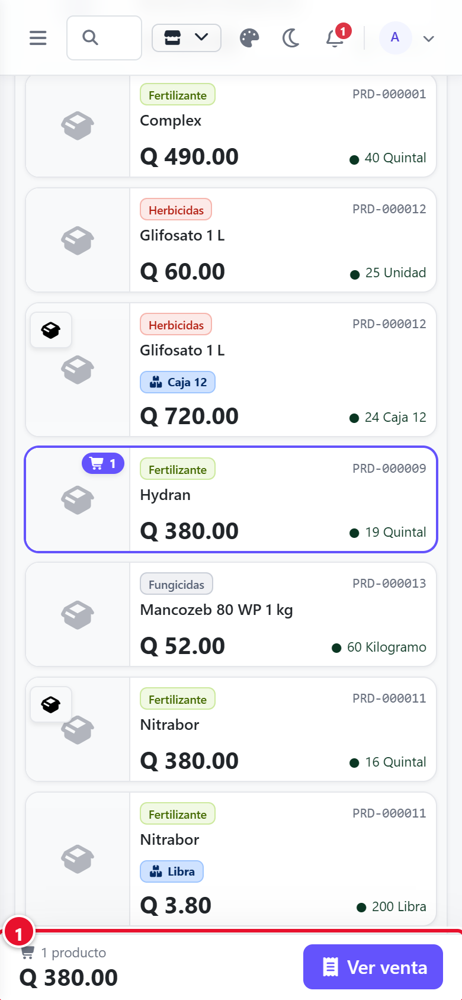 1
A
Fertilizante
PRD-000001
Complex
Q 490.00
40 Quintal
Herbicidas
PRD-000012
Glifosato 1 L
Q 60.00
25 Unidad
Herbicidas
PRD-000012
Glifosato 1 L
Caja 12
Q 720.00
24 Caja 12
1
Fertilizante
PRD-000009
Hydran
Q 380.00
19 Quintal
Fungicidas
PRD-000013
Mancozeb 80 WP 1 kg
Q 52.00
60 Kilogramo
Fertilizante
PRD-000011
Nitrabor
Q 380.00
16 Quintal
Fertilizante
PRD-000011
Nitrabor
Libra
Q 3.80
200 Libra
1
1 producto
Q 380.00
Ver venta